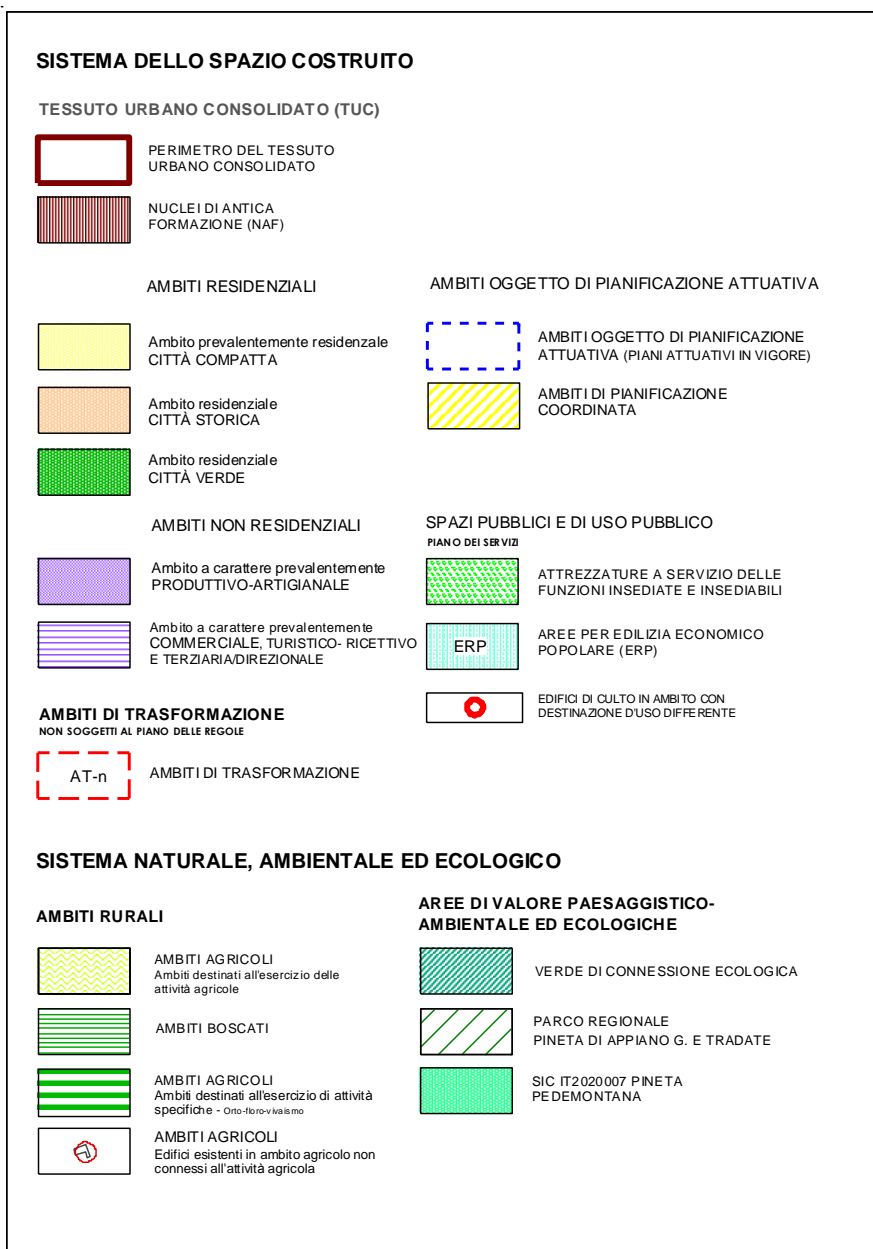 SISTEMA DELLO SPAZIO COSTRUITO
TESSUTO URBANO CONSOLIDATO (TUC)
PERIMETRO DEL TESSUTO
URBANO CONSOLIDATO
NUCLEI DI ANTICA
FORMAZIONE (NAF)
AMBITI RESIDENZIALI
Ambito prevalentemente residenzale
CITTÀ COMPATTA
Ambito residenziale
CITTÀ STORICA
Ambito residenziale
CITTÀ VERDE
AMBITI OGGETTO DI PIANIFICAZIONE ATTUATIVA
AMBITI OGGETTO DI PIANIFICAZIONE
ATTUATIVA (PIANI ATTUATIVI IN VIGORE)
AMBITI DI PIANIFICAZIONE
COORDINATA
AMBITI NON RESIDENZIALI
Ambito a carattere prevalentemente
PRODUTTIVO-ARTIGIANALE
Ambito a carattere prevalentemente
COMMERCIALE, TURISTICO- RICETTIVO
E TERZIARIA/DIREZIONALE
SPAZI PUBBLICI E DI USO PUBBLICO
PIANO DEI SERVIZI
ATTREZZATURE A SERVIZIO DELLE
FUNZIONI INSEDIATE E INSEDIABILI
ERP
AREE PER EDILIZIA ECONOMICO
POPOLARE (ERP)
EDIFICI DI CULTO IN AMBITO CON
DESTINAZIONE D'USO DIFFERENTE
AMBITI DI TRASFORMAZIONE
NON SOGGETTI AL PIANO DELLE REGOLE
AT-n
AMBITI DI TRASFORMAZIONE
SISTEMA NATURALE, AMBIENTALE ED ECOLOGICO
AMBITI RURALI
AMBITI AGRICOLI
Ambiti destinati all'esercizio delle
attività agricole
AMBITI BOSCATI
AMBITI AGRICOLI
Ambiti destinati all'esercizio di attività
specifiche - Orto-floro-vivaismo
AMBITI AGRICOLI
Edifici esistenti in ambito agricolo non
connessi all'attività agricola
AREE DI VALORE PAESAGGISTICO-
AMBIENTALE ED ECOLOGICHE
VERDE DI CONNESSIONE ECOLOGICA
PARCO REGIONALE
PINETA DI APPIANO G. E TRADATE
SIC IT2020007 PINETA
PEDEMONTANA